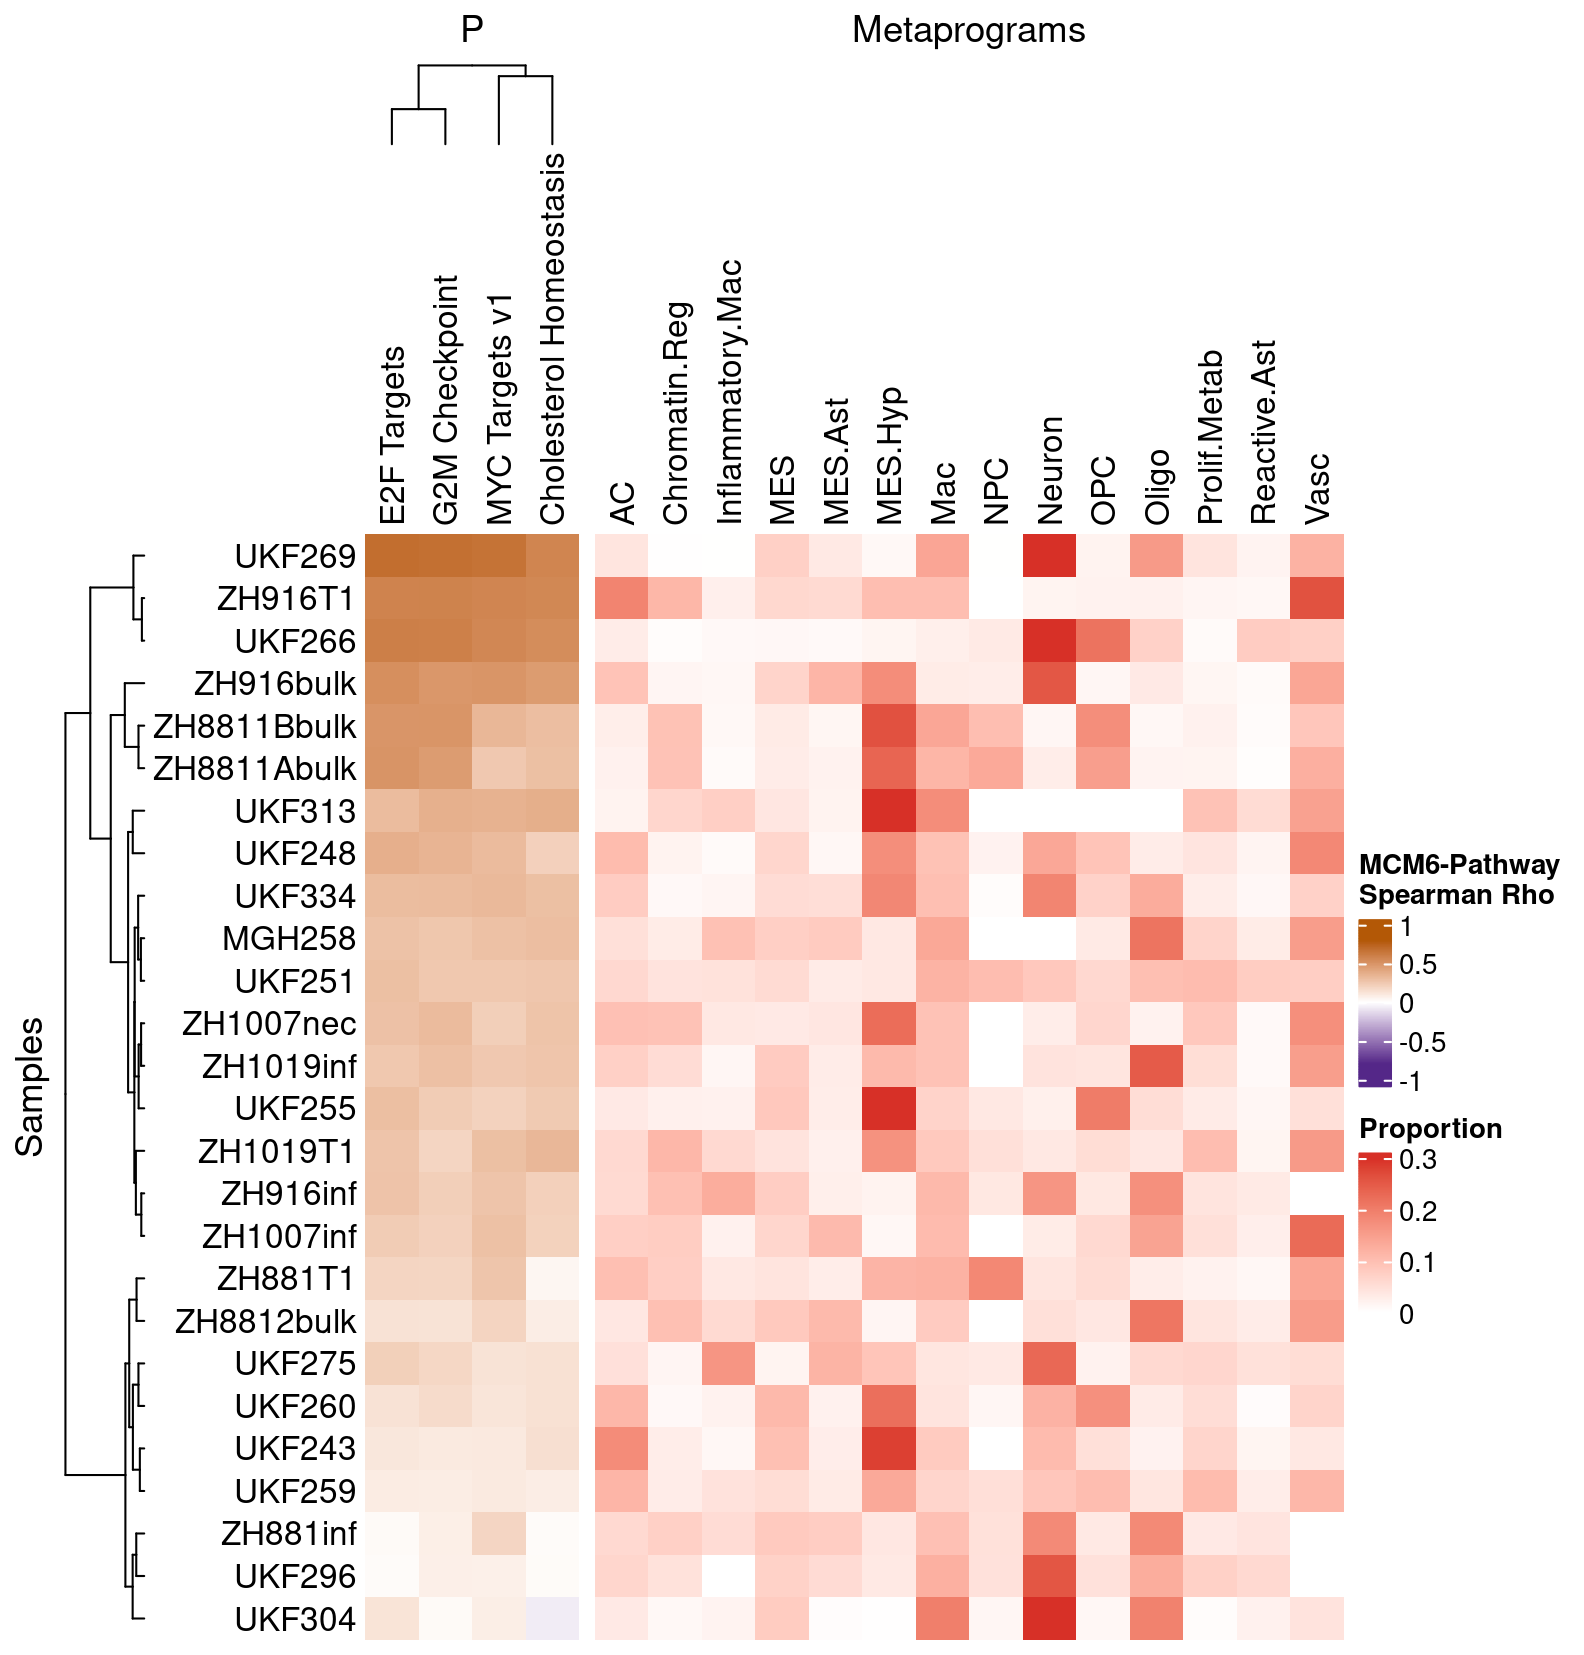 P
Metaprograms
E2F Targets
G2M Checkpoint
MYC Targets v1
Cholesterol Homeostasis
AC
Chromatin.Reg
Inflammatory.Mac
MES
MES.Ast
MES.Hyp
Mac
NPC
Neuron
OPC
Oligo
Prolif.Metab
Reactive.Ast
Vasc
Samples
UKF269
ZH916T1
UKF266
ZH916bulk
ZH8811Bbulk
ZH8811Abulk
UKF313
UKF248
UKF334
MGH258
UKF251
ZH1007nec
ZH1019inf
UKF255
ZH1019T1
ZH916inf
ZH1007inf
ZH881T1
ZH8812bulk
UKF275
UKF260
UKF243
UKF259
ZH881inf
UKF296
UKF304
MCM6-Pathway
Spearman Rho
1
0.5
0
-0.5
-1
Proportion
0.3
0.2
0.1
0